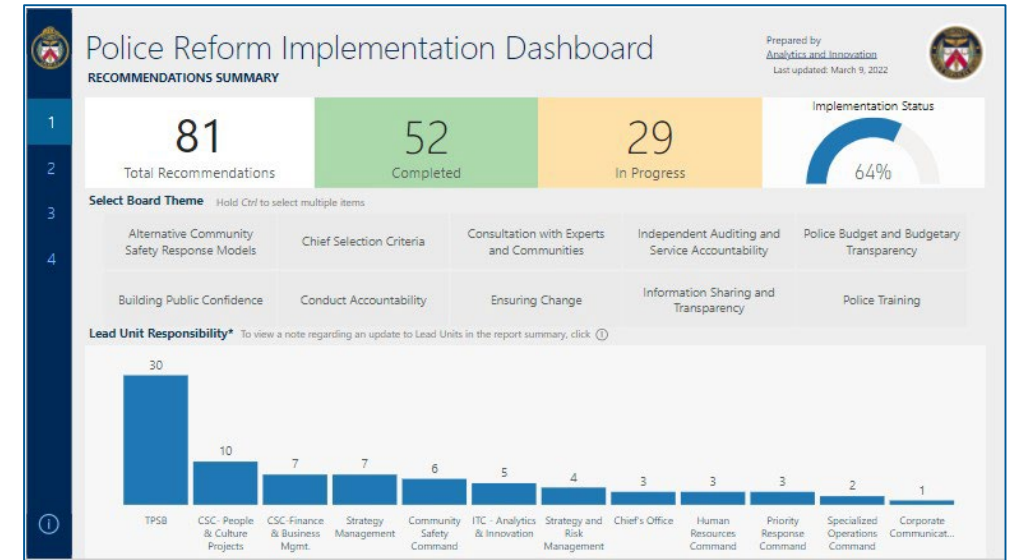 Police Reform Implementation Dashboard
RECOMMENDATIONS SUMMARY
Prepared by
Analytics and Innovation
Last updated: March 9, 2022
1
2
3
4
81
Total Recommendations
52
Completed
29
In Progress
Implementation Status
64%
Select Board Theme Hold Ctrl to select multiple items
Alternative Community
Safety Response Models
Chief Selection Criteria
Consultation with Experts
and Communities
Independent Auditing and
Service Accountability
Police Budget and Budgetary
Transparency
Building Public Confidence
Conduct Accountability
Ensuring Change
Information Sharing and
Transparency
Police Training
Lead Unit Responsibility* To view a note regarding an update to Lead Units in the report summary, click ⓘ
30
10
7
7
6
5
4
3
3
3
2
1
TPSB
CSC- People
& Culture
Projects
CSC-Finance
& Business
Mgmt.
Strategy
Management
Community
Safety
Command
ITC - Analytics
& Innovation
Strategy and
Risk
Management
Chief's Office
Human
Resources
Command
Priority
Response
Command
Specialized
Operations
Command
Corporate
Communicat...